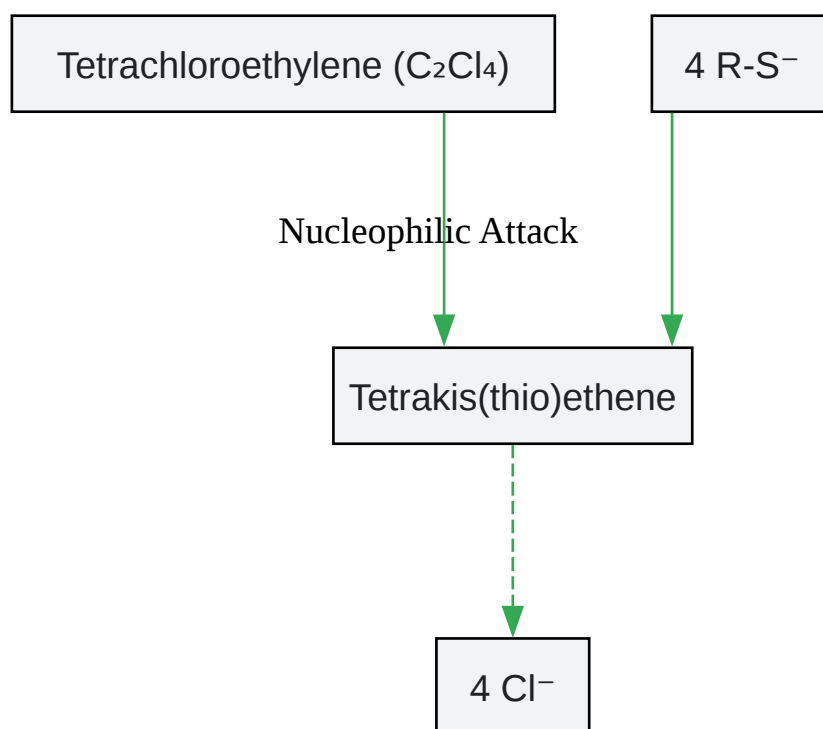 Tetrachloroethylene (C₂Cl₄)
4 R-S⁻
Nucleophilic Attack
Tetrakis(thio)ethene
4 Cl⁻